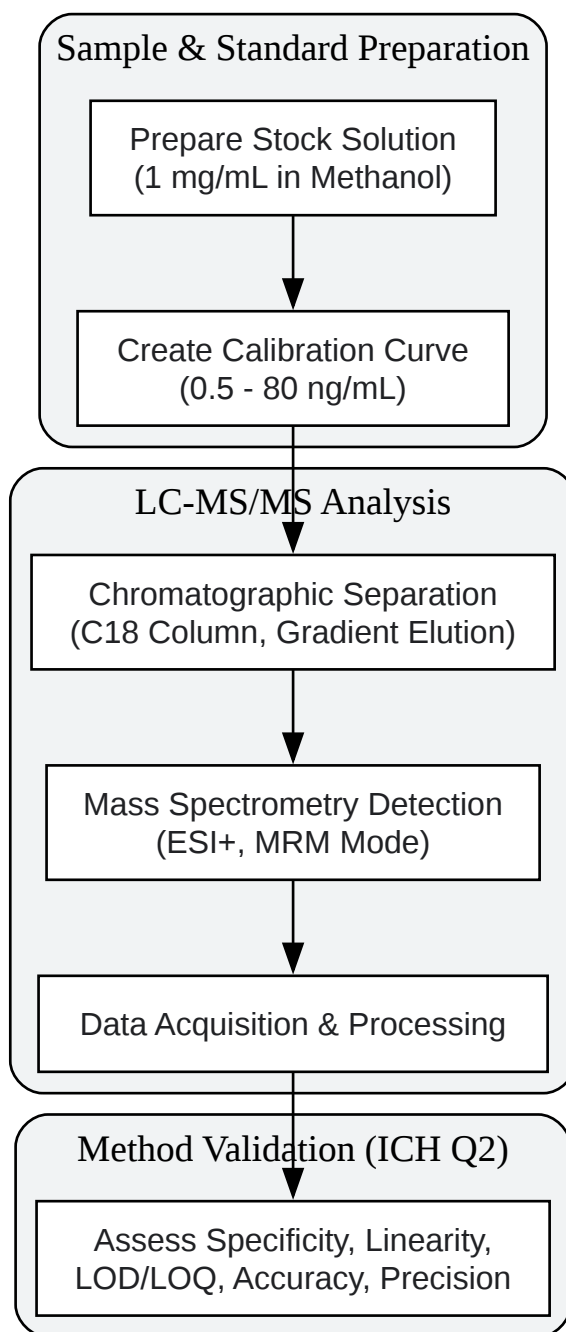 Sample & Standard Preparation
Prepare Stock Solution
(1 mg/mL in Methanol)
Create Calibration Curve
(0.5 - 80 ng/mL)
LC-MS/MS Analysis
Chromatographic Separation
(C18 Column, Gradient Elution)
Mass Spectrometry Detection
(ESI+, MRM Mode)
Data Acquisition & Processing
Method Validation (ICH Q2)
Assess Specificity, Linearity,
LOD/LOQ, Accuracy, Precision